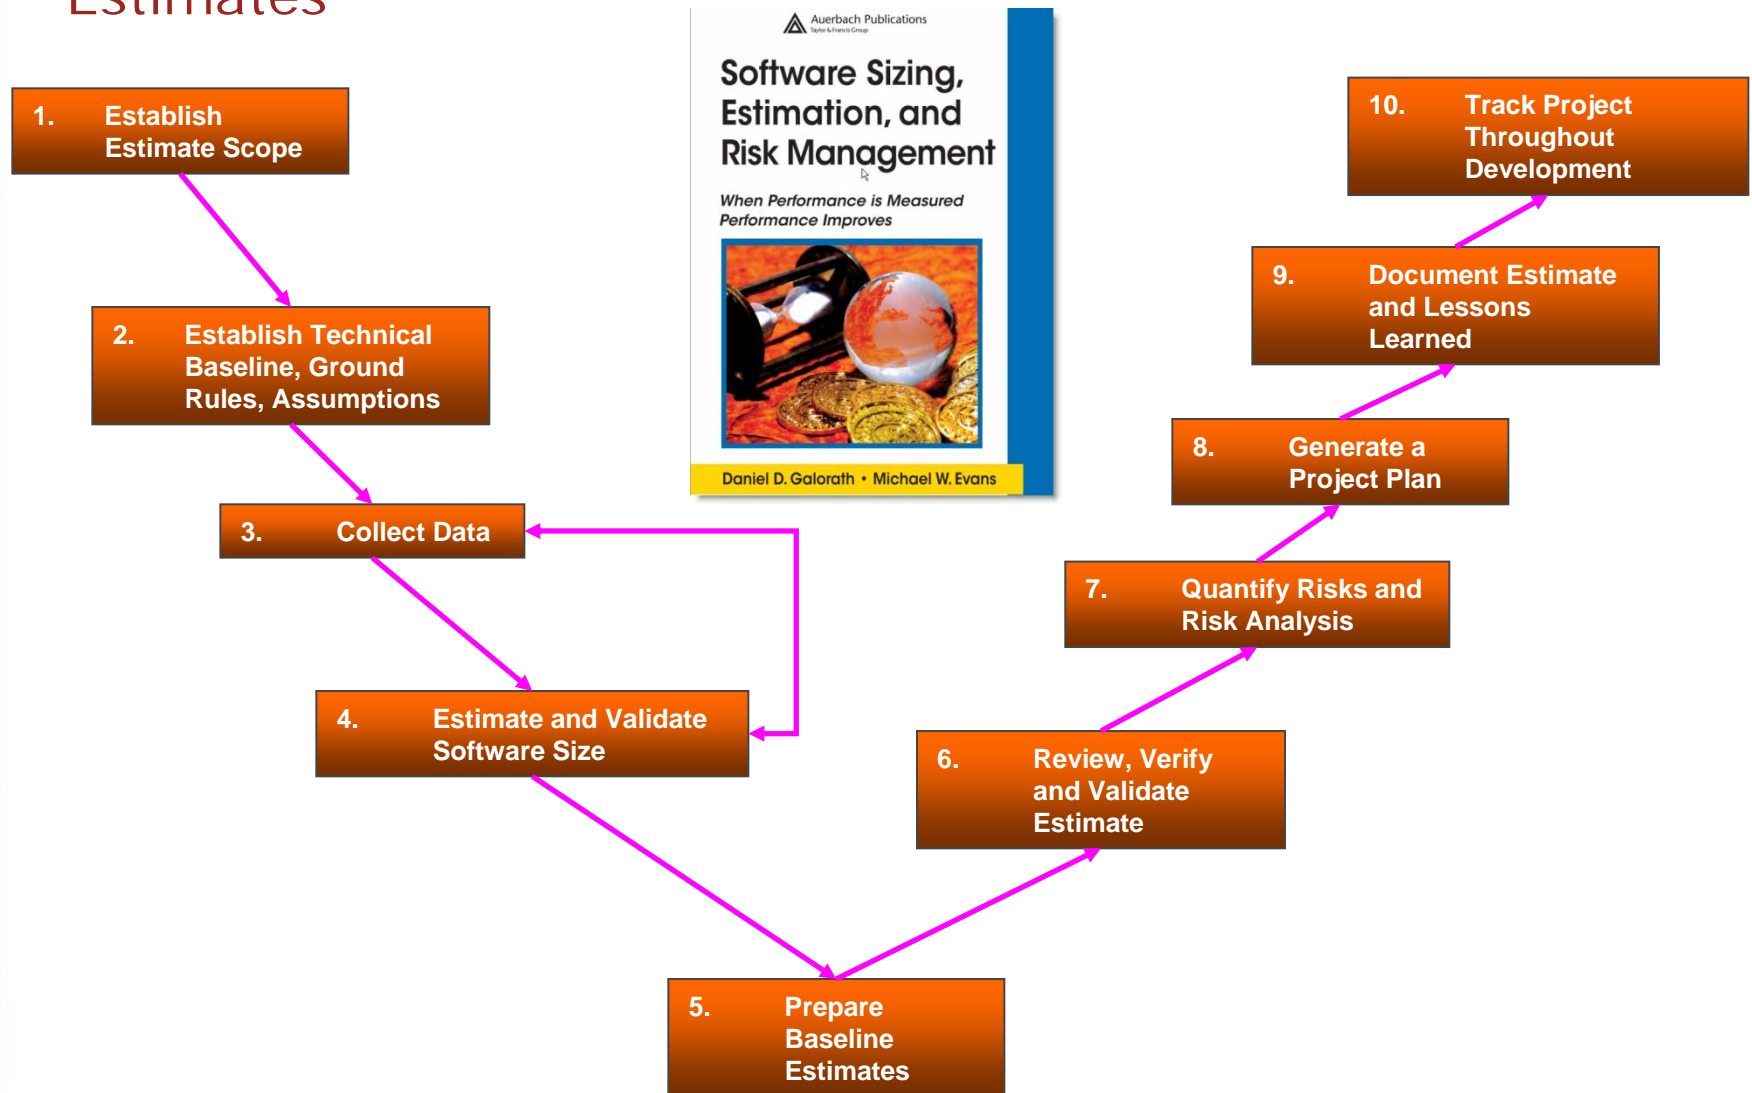 Estimates
Auerbach Publications
Taylor & Francis Group
Software Sizing,
Estimation, and
Risk Management
When Performance is Measured
Performance Improves
Daniel D. Galorath • Michael W. Evans
1. Establish
Estimate Scope
2. Establish Technical
Baseline, Ground
Rules, Assumptions
3. Collect Data
4. Estimate and Validate
Software Size
5. Prepare
Baseline
Estimates
6. Review, Verify
and Validate
Estimate
7. Quantify Risks and
Risk Analysis
8. Generate a
Project Plan
9. Document Estimate
and Lessons
Learned
10. Track Project
Throughout
Development